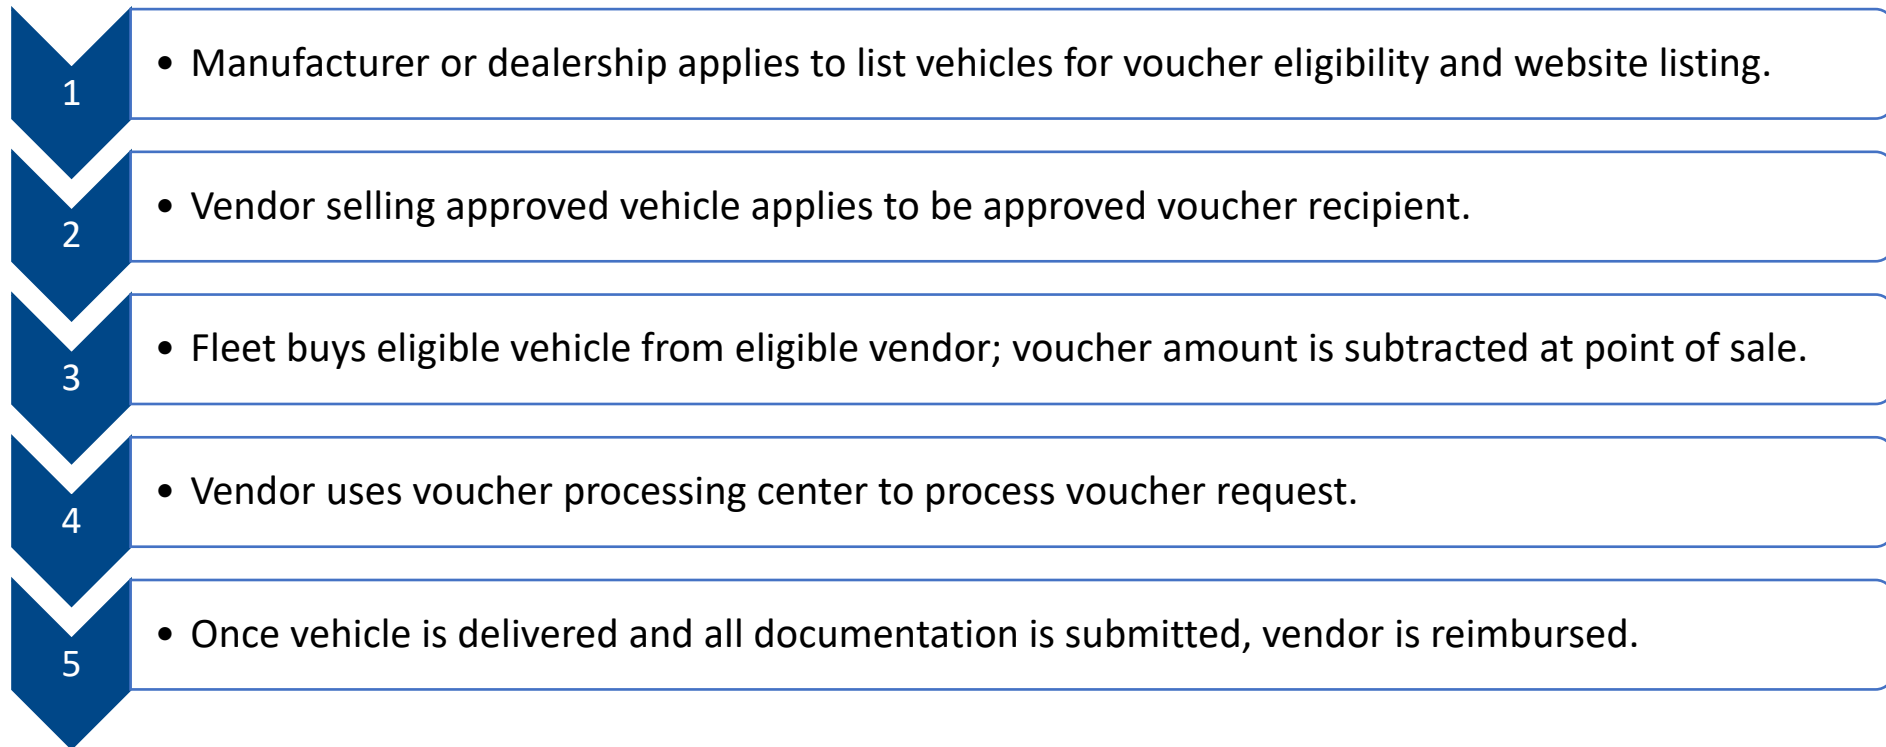 1
• Manufacturer or dealership applies to list vehicles for voucher eligibility and website listing.
2
• Vendor selling approved vehicle applies to be approved voucher recipient.
3
• Fleet buys eligible vehicle from eligible vendor; voucher amount is subtracted at point of sale.
4
• Vendor uses voucher processing center to process voucher request.
5
• Once vehicle is delivered and all documentation is submitted, vendor is reimbursed.